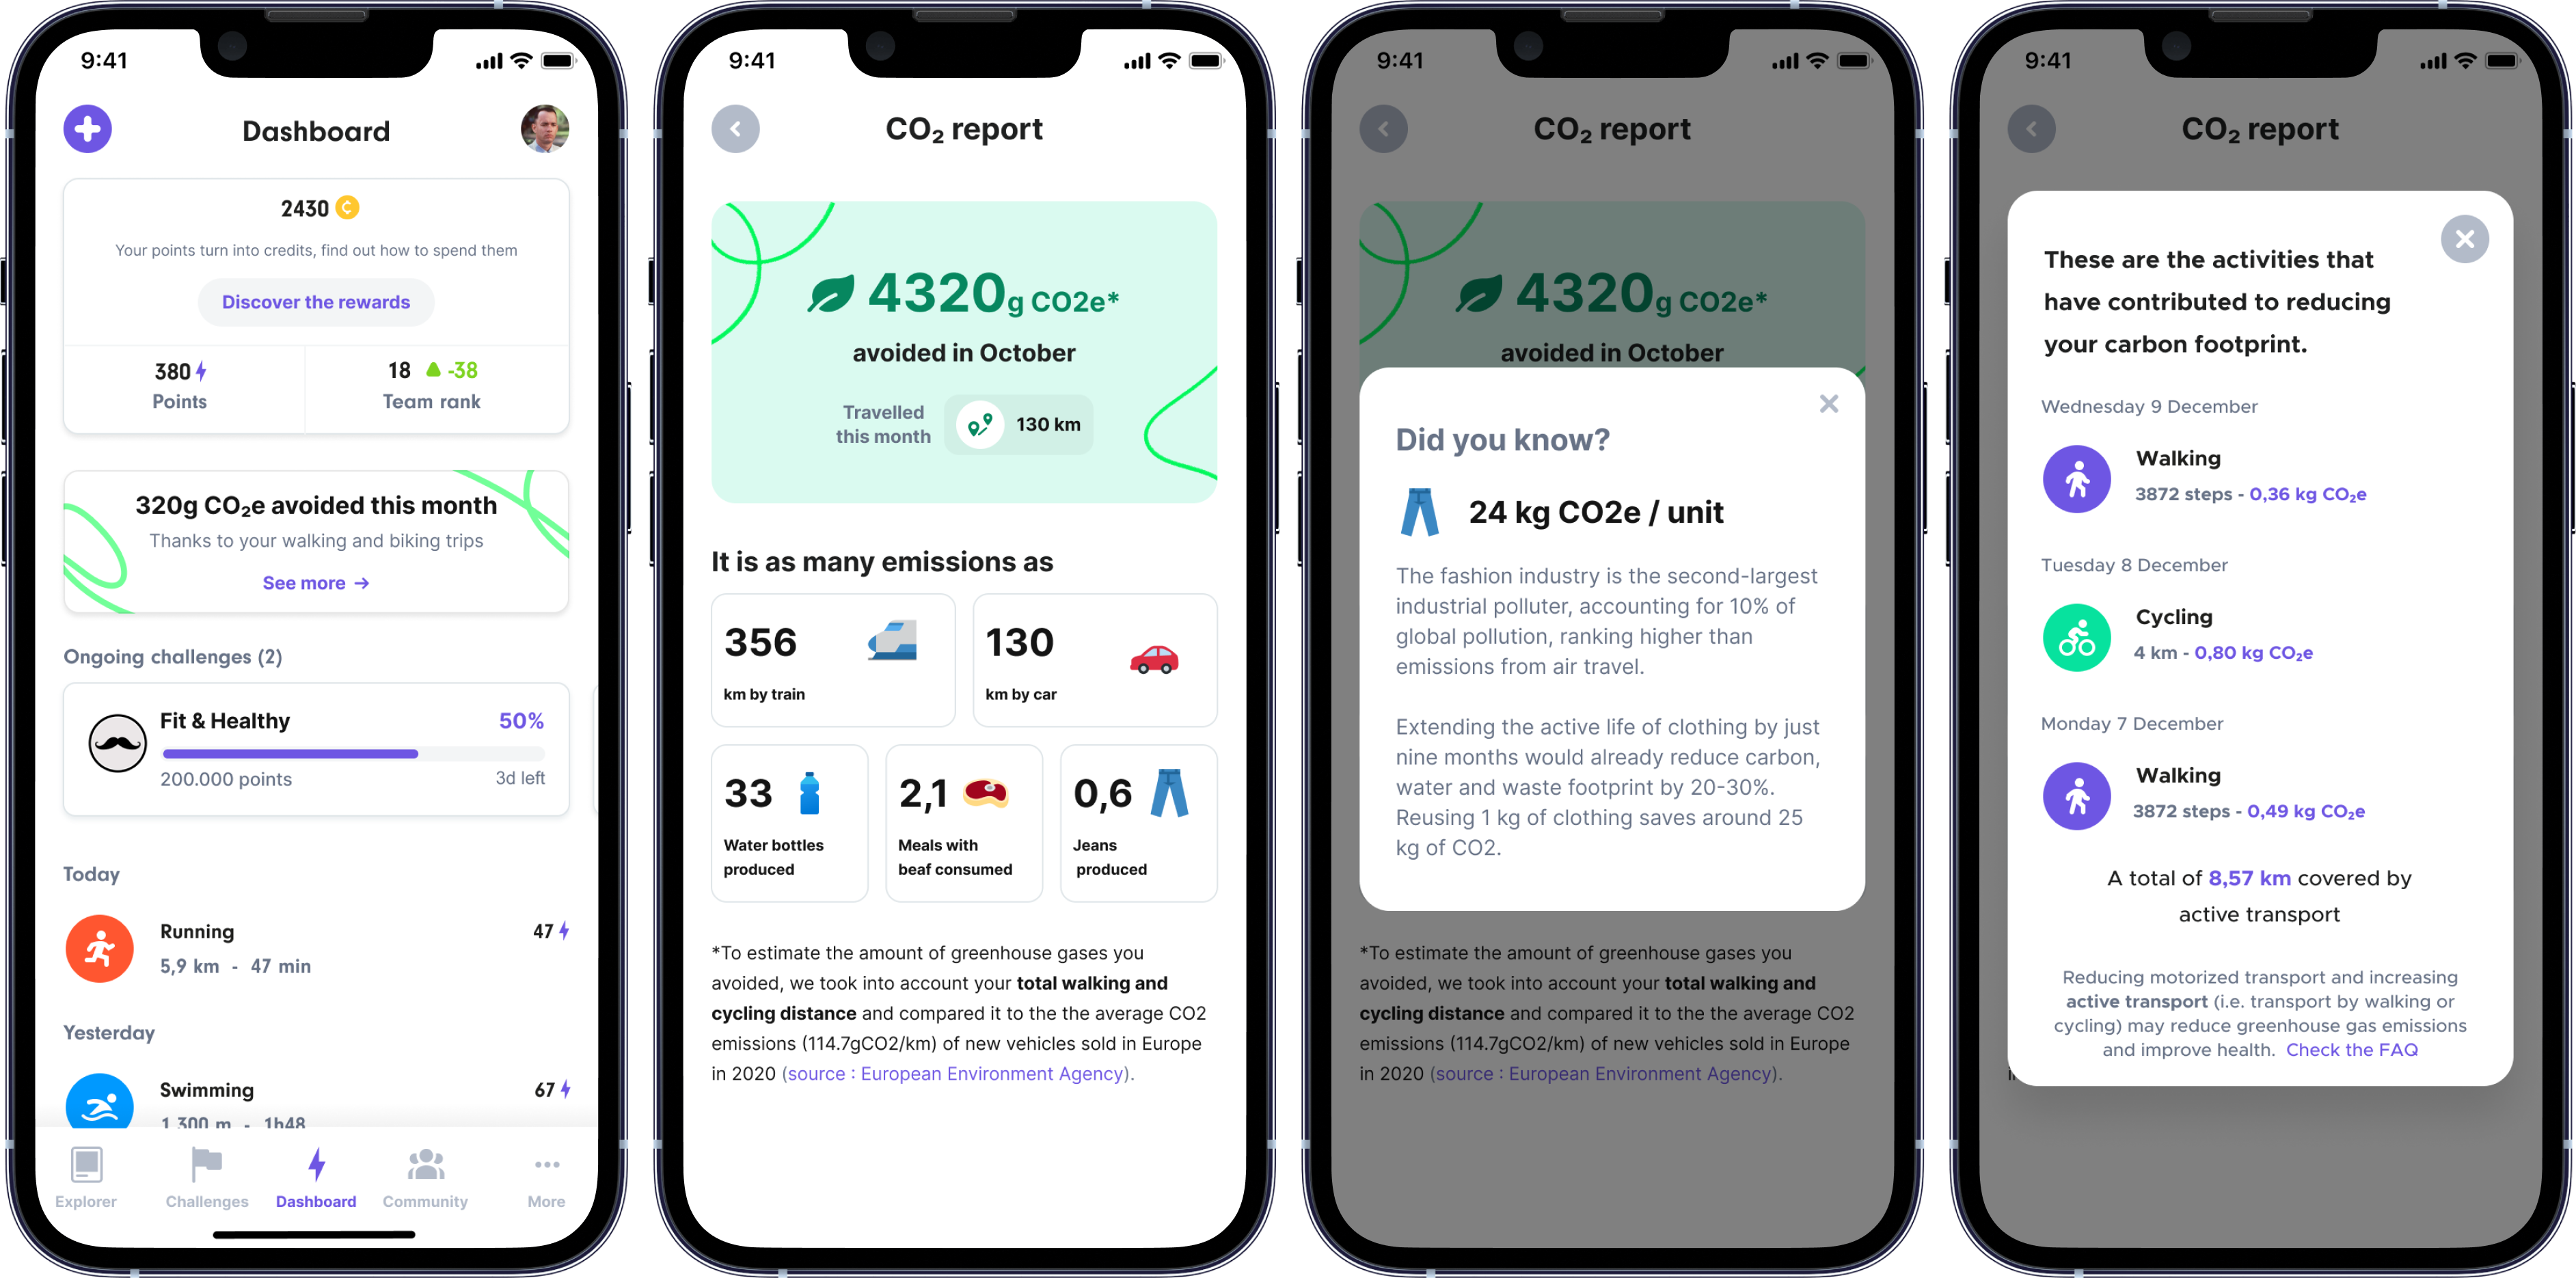 9:41
Dashboard
2430
Your points turn into credits, find out how to spend them
Discover the rewards
380
Points
18 -38
Team rank
320g CO₂e avoided this month
Thanks to your walking and biking trips
See more →
Ongoing challenges (2)
Fit & Healthy 50%
200.000 points 3d left
Today
Running 47
5,9 km - 47 min
Yesterday
Swimming 67
1 300 m - 1h48
Explorer Challenges Dashboard Community More
9:41
CO₂ report
4320g CO2e*
avoided in October
Travelled
this month
130 km
It is as many emissions as
356
km by train
130
km by car
33
Water bottles
produced
2,1
Meals with
beaf consumed
0,6
Jeans
produced
*To estimate the amount of greenhouse gases you
avoided, we took into account your total walking and
cycling distance and compared it to the the average CO2
emissions (114.7gCO2/km) of new vehicles sold in Europe
in 2020 (source : European Environment Agency).
9:41
CO₂ report
4320g CO2e*
avoided in October
Did you know?
24 kg CO2e / unit
The fashion industry is the second-largest
industrial polluter, accounting for 10% of
global pollution, ranking higher than
emissions from air travel.
Extending the active life of clothing by just
nine months would already reduce carbon,
water and waste footprint by 20-30%.
Reusing 1 kg of clothing saves around 25
kg of CO2.
*To estimate the amount of greenhouse gases you
avoided, we took into account your total walking and
cycling distance and compared it to the the average CO2
emissions (114.7gCO2/km) of new vehicles sold in Europe
in 2020 (source : European Environment Agency).
9:41
CO₂ report
These are the activities that
have contributed to reducing
your carbon footprint.
Wednesday 9 December
Walking
3872 steps - 0,36 kg CO₂e
Tuesday 8 December
Cycling
4 km - 0,80 kg CO₂e
Monday 7 December
Walking
3872 steps - 0,49 kg CO₂e
A total of 8,57 km covered by
active transport
Reducing motorized transport and increasing
active transport (i.e. transport by walking or
cycling) may reduce greenhouse gas emissions
and improve health. Check the FAQ